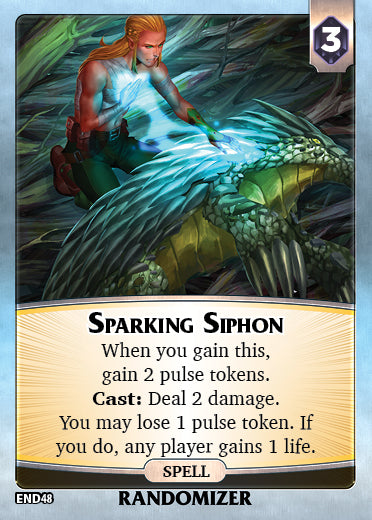 3
Sparking Siphon
When you gain this,
gain 2 pulse tokens.
Cast: Deal 2 damage.
You may lose 1 pulse token. If
you do, any player gains 1 life.
SPELL
END48
RANDOMIZER